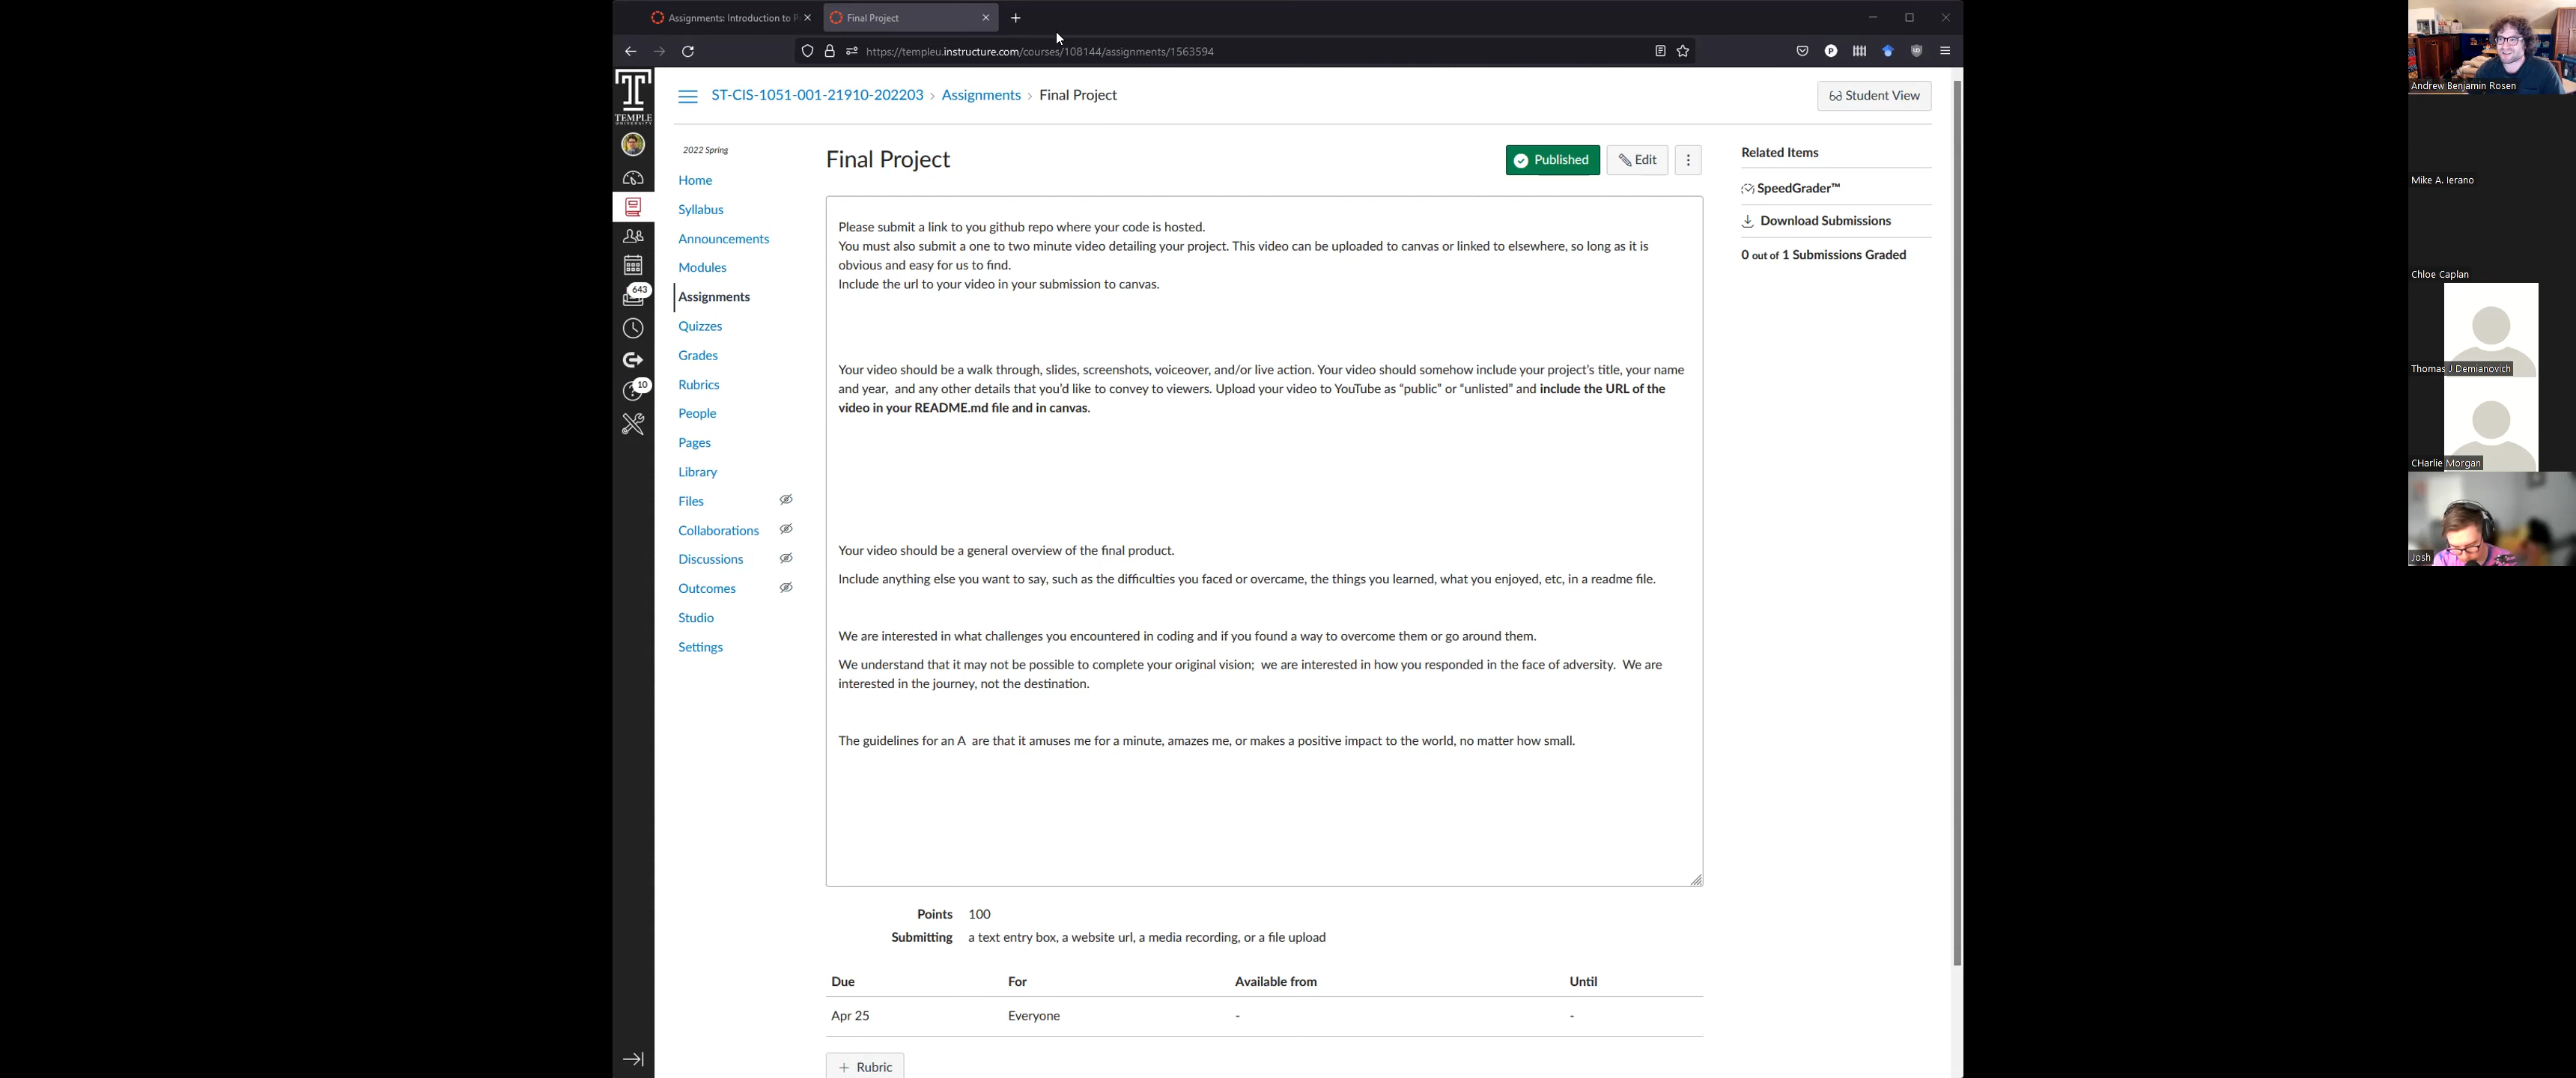 Assignments: Introduction to P
Final Project
https://templeu.instructure.com/courses/108144/assignments/1563594
TEMPLE
UNIVERSITY
643
10
ST-CIS-1051-001-21910-202203 › Assignments › Final Project
Student View
2022 Spring
Home
Syllabus
Announcements
Modules
Assignments
Quizzes
Grades
Rubrics
People
Pages
Library
Files
Collaborations
Discussions
Outcomes
Studio
Settings
Final Project
Published
Edit
Please submit a link to you github repo where your code is hosted.
You must also submit a one to two minute video detailing your project. This video can be uploaded to canvas or linked to elsewhere, so long as it is
obvious and easy for us to find.
Include the url to your video in your submission to canvas.
Your video should be a walk through, slides, screenshots, voiceover, and/or live action. Your video should somehow include your project's title, your name
and year, and any other details that you'd like to convey to viewers. Upload your video to YouTube as "public" or "unlisted" and include the URL of the
video in your README.md file and in canvas.
Your video should be a general overview of the final product.
Include anything else you want to say, such as the difficulties you faced or overcame, the things you learned, what you enjoyed, etc, in a readme file.
We are interested in what challenges you encountered in coding and if you found a way to overcome them or go around them.
We understand that it may not be possible to complete your original vision; we are interested in how you responded in the face of adversity. We are
interested in the journey, not the destination.
The guidelines for an A are that it amuses me for a minute, amazes me, or makes a positive impact to the world, no matter how small.
Points 100
Submitting a text entry box, a website url, a media recording, or a file upload
Due For Available from Until
Apr 25 Everyone - -
+ Rubric
Related Items
SpeedGrader™
Download Submissions
0 out of 1 Submissions Graded
Andrew Benjamin Rosen
Mike A. Ierano
Chloe Caplan
Thomas J Demianovich
CHarlie Morgan
Josh